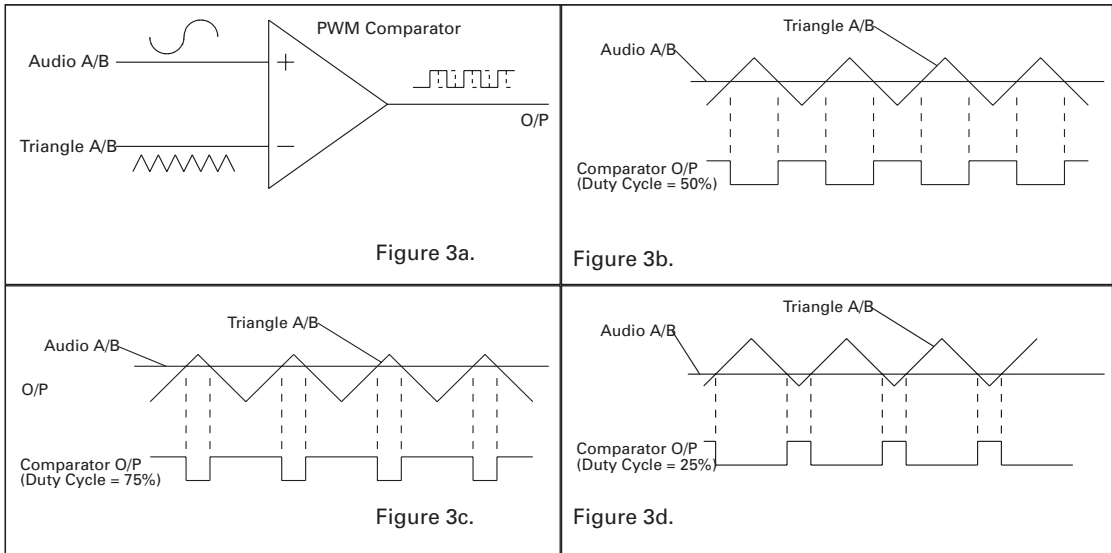 PWM Comparator
Audio A/B
+
O/P
Triangle A/B
−
Figure 3a.
Triangle A/B
Audio A/B
Comparator O/P
(Duty Cycle = 50%)
Figure 3b.
Triangle A/B
Audio A/B
O/P
Comparator O/P
(Duty Cycle = 75%)
Figure 3c.
Triangle A/B
Audio A/B
Comparator O/P
(Duty Cycle = 25%)
Figure 3d.